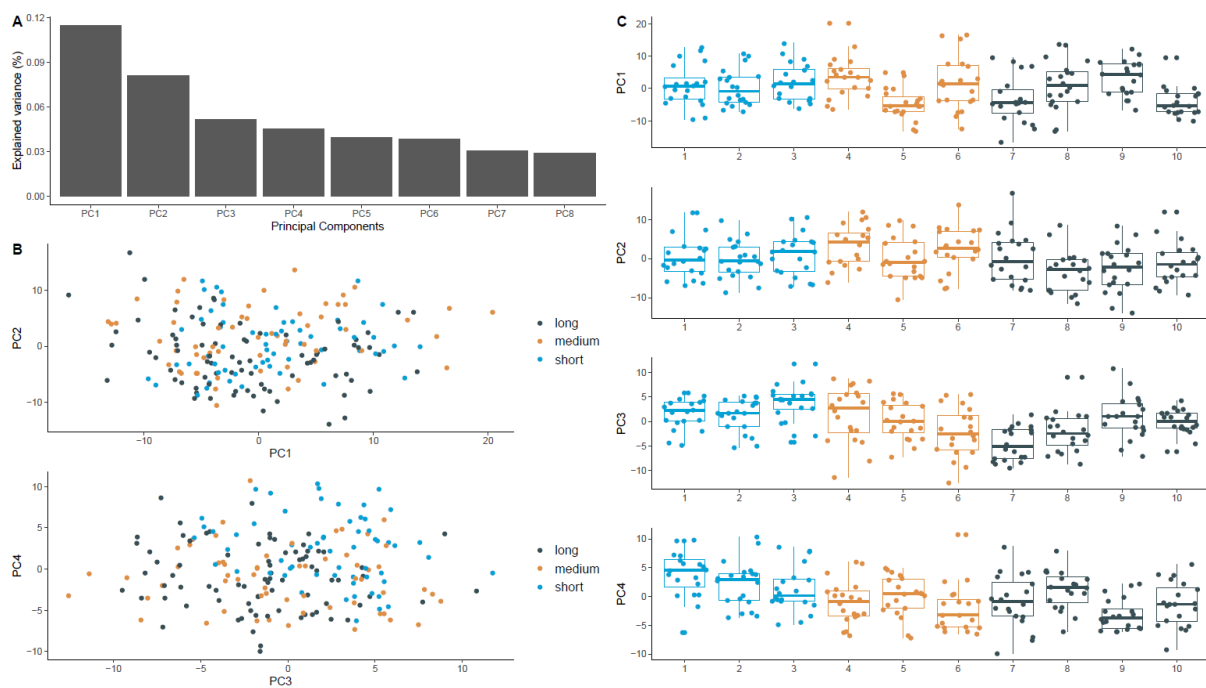 A
0.12
0.09
0.06
0.03
0.00
Explained variance (%)
PC1 PC2 PC3 PC4 PC5 PC6 PC7 PC8
Principal Components
B
10
0
−10
PC2
−10 0 10 20
PC1
long
medium
short
10
5
0
−5
−10
PC4
−10 −5 0 5 10
PC3
long
medium
short
C
20
10
0
−10
PC1
1 2 3 4 5 6 7 8 9 10
10
0
−10
PC2
1 2 3 4 5 6 7 8 9 10
10
5
0
−5
−10
PC3
1 2 3 4 5 6 7 8 9 10
10
5
0
−5
−10
PC4
1 2 3 4 5 6 7 8 9 10